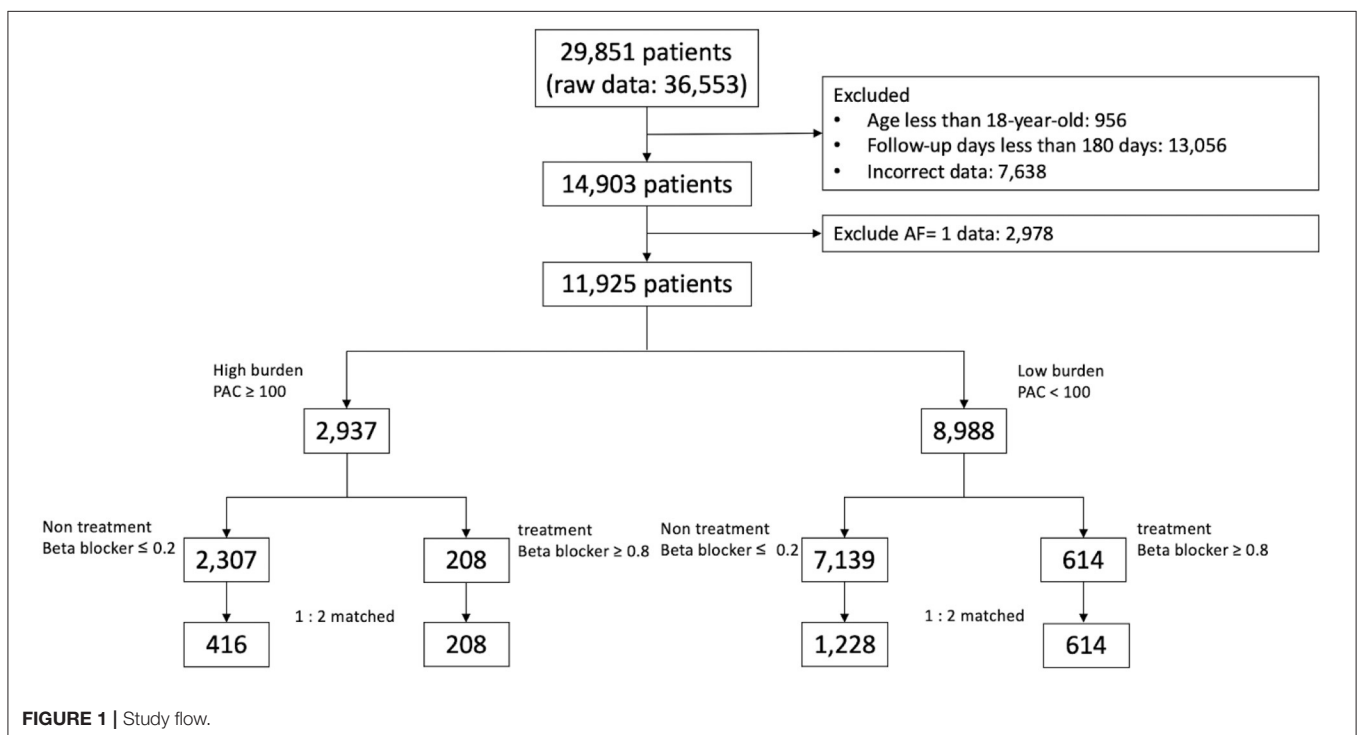 29,851 patients
(raw data: 36,553)
Excluded
• Age less than 18-year-old: 956
• Follow-up days less than 180 days: 13,056
• Incorrect data: 7,638
14,903 patients
Exclude AF= 1 data: 2,978
11,925 patients
High burden
PAC ≥ 100
Low burden
PAC < 100
2,937
8,988
Non treatment
Beta blocker ≤ 0.2
2,307
treatment
Beta blocker ≥ 0.8
208
Non treatment
Beta blocker ≤ 0.2
7,139
treatment
Beta blocker ≥ 0.8
614
1 : 2 matched
1 : 2 matched
416
208
1,228
614
FIGURE 1 | Study flow.